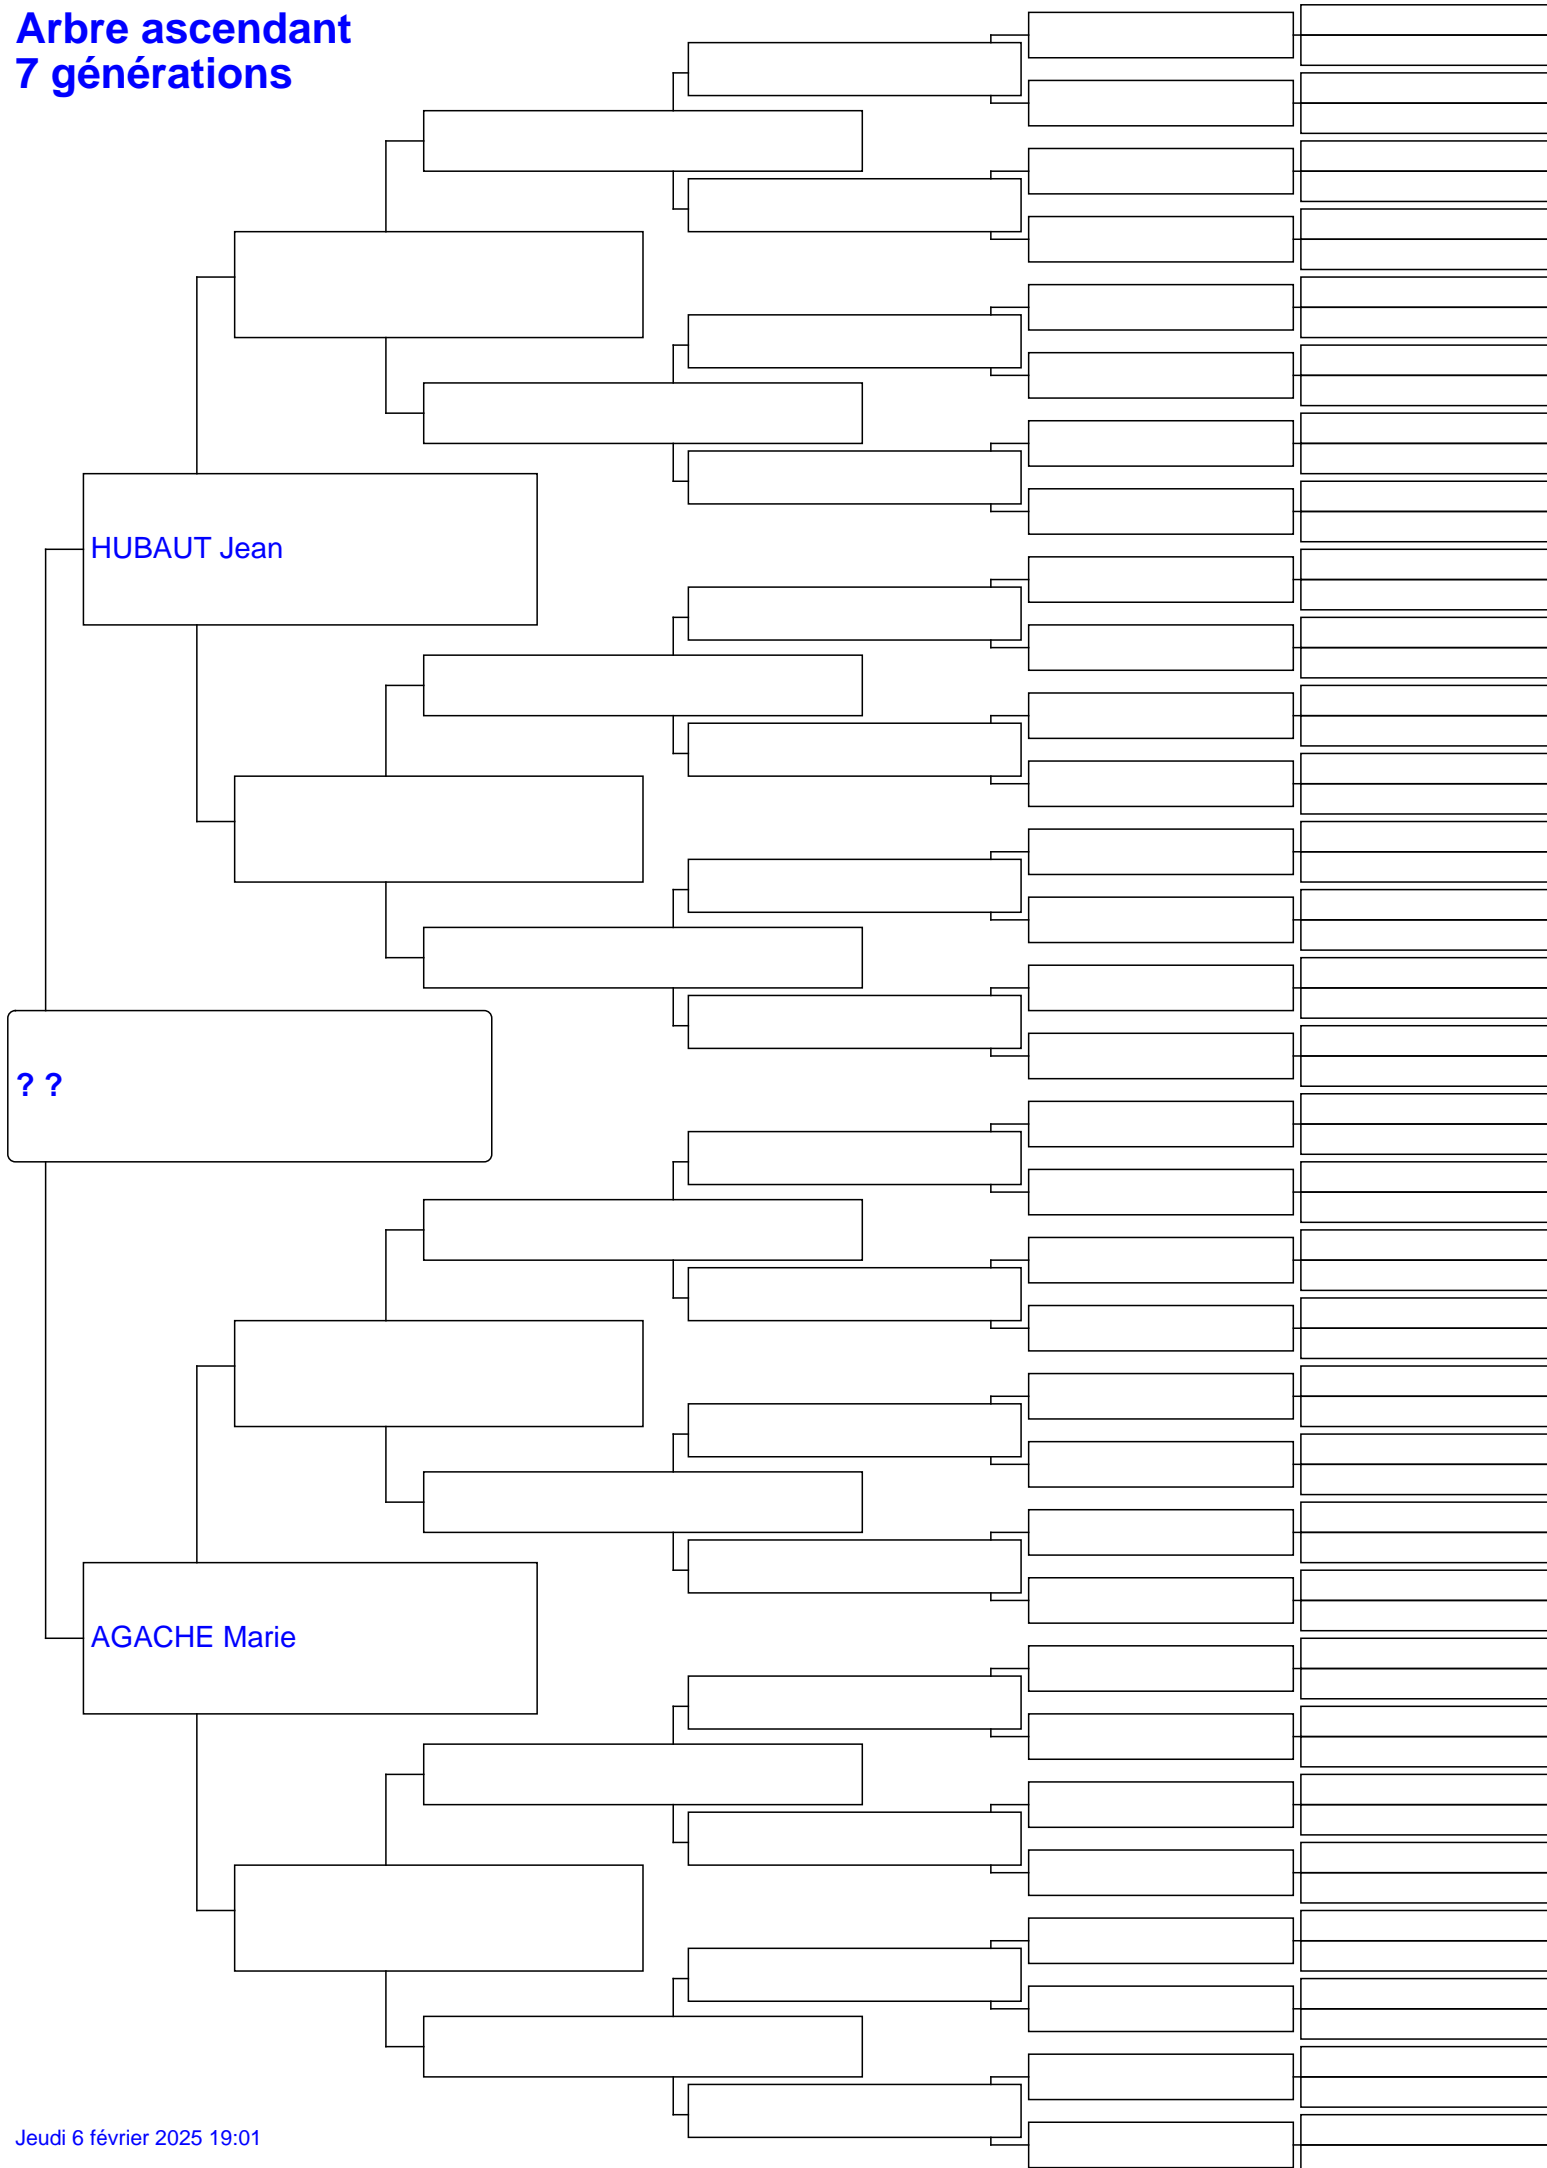 Arbre ascendant
7 générations
HUBAUT Jean
? ?
AGACHE Marie
Jeudi 6 février 2025 19:01